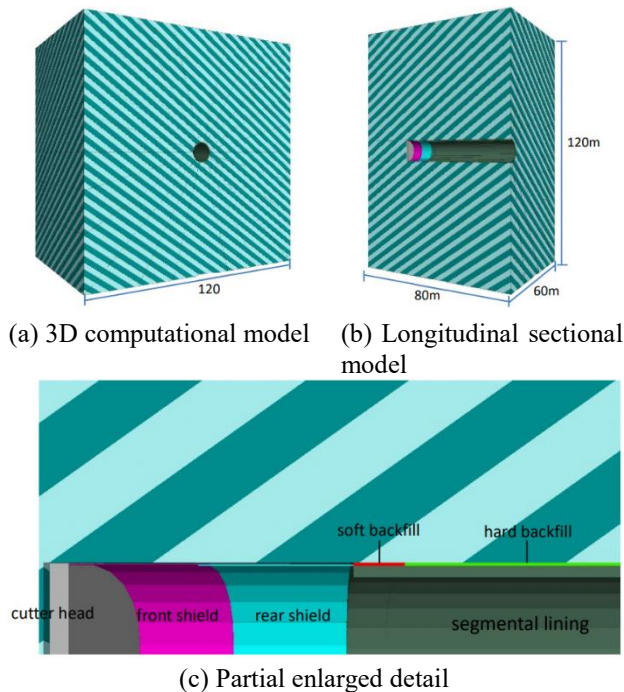 120
120m
80m
60m
(a) 3D computational model
(b) Longitudinal sectional
model
soft backfill
hard backfill
cutter head
front shield
rear shield
segmental lining
(c) Partial enlarged detail